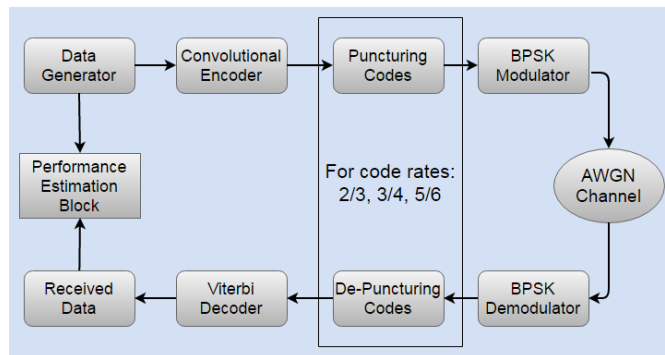 Data
Generator
Convolutional
Encoder
Puncturing
Codes
BPSK
Modulator
Performance
Estimation
Block
For code rates:
2/3, 3/4, 5/6
AWGN
Channel
Received
Data
Viterbi
Decoder
De-Puncturing
Codes
BPSK
Demodulator